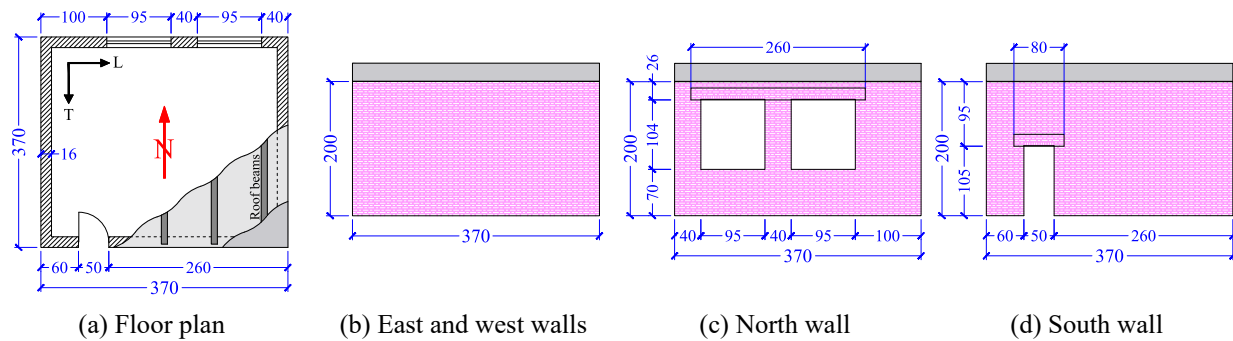 100 95 40 95 40
L
T
N
370
16
Roof beams
60 50 260
370
(a) Floor plan
200
370
(b) East and west walls
260
26
104
70
200
40 95 40 95 100
370
(c) North wall
80
95
105
200
60 50 260
370
(d) South wall